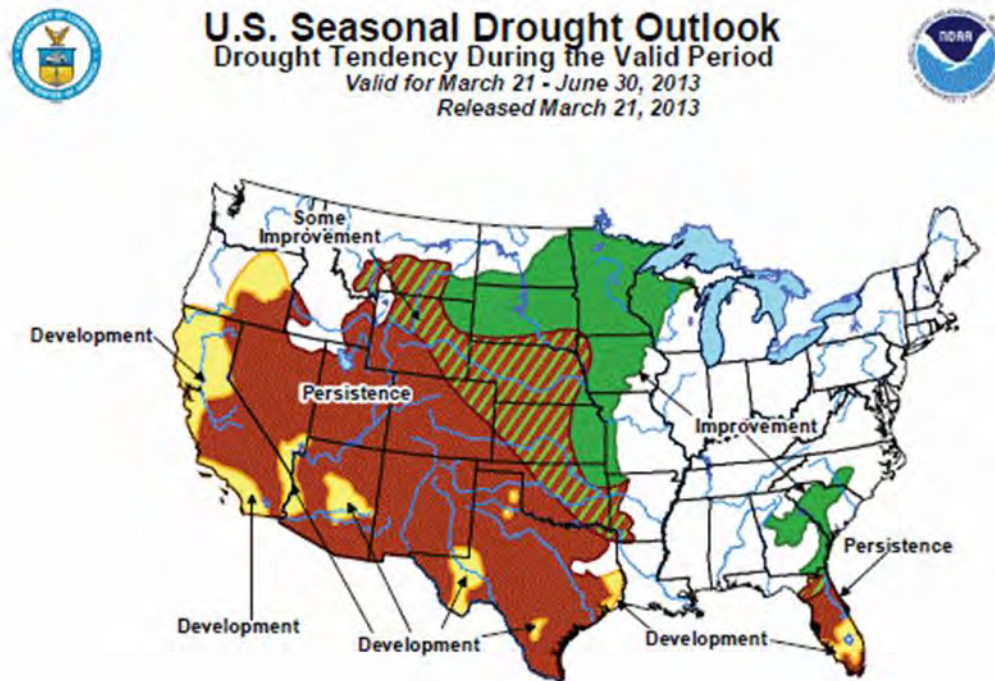 U.S. Seasonal Drought Outlook
Drought Tendency During the Valid Period
Valid for March 21 - June 30, 2013
Released March 21, 2013
NOAA
Some
Improvement
Development
Persistence
Improvement
Persistence
Development
Development
Development